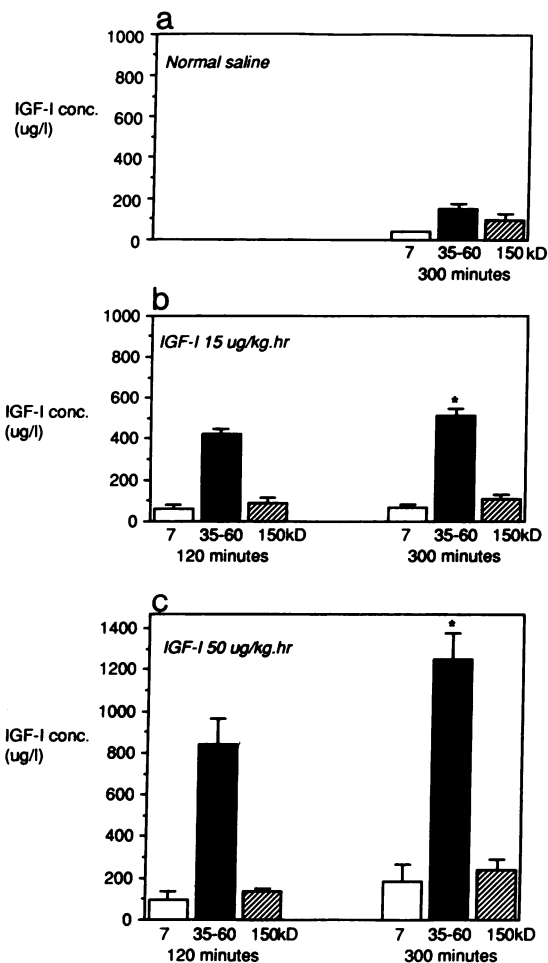 a
1000
800
600
400
200
0
IGF-I conc.
(ug/l)
Normal saline
7 35-60 150 kD
300 minutes
b
1000
800
600
400
200
0
IGF-I conc.
(ug/l)
IGF-I 15 ug/kg.hr
*
7 35-60 150kD 7 35-60 150kD
120 minutes 300 minutes
c
1400
1200
1000
800
600
400
200
0
IGF-I conc.
(ug/l)
IGF-I 50 ug/kg.hr
*
7 35-60 150kD 7 35-60 150kD
120 minutes 300 minutes